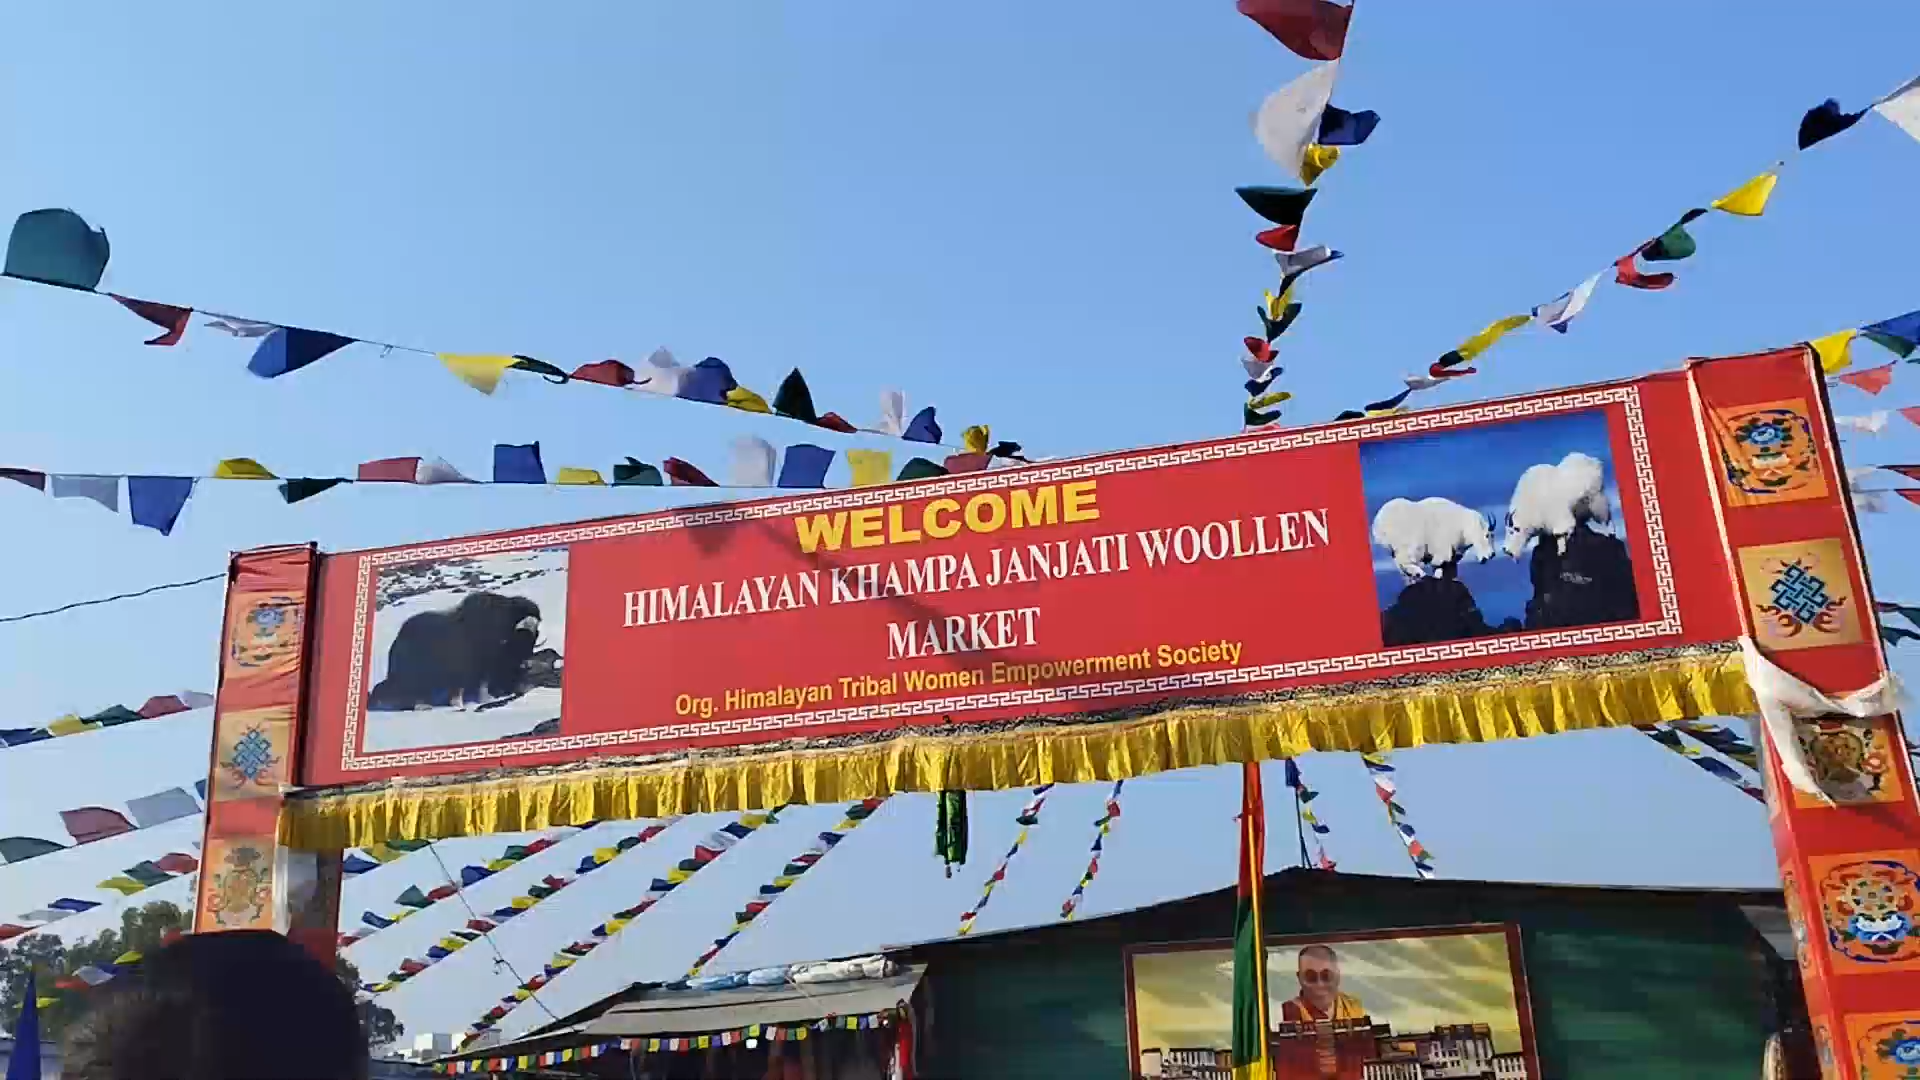 WELCOME
HIMALAYAN KHAMPA JANJATI WOOLLEN
MARKET
Org. Himalayan Tribal Women Empowerment Society